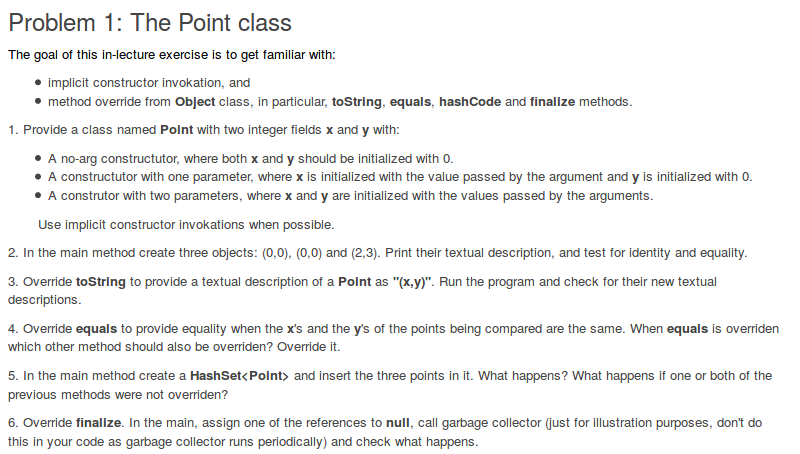 Problem 1: The Point class
The goal of this in-lecture exercise is to get familiar with:
• implicit constructor invokation, and
• method override from Object class, in particular, toString, equals, hashCode and finalize methods.
1. Provide a class named Point with two integer fields x and y with:
• A no-arg constructutor, where both x and y should be initialized with 0.
• A constructutor with one parameter, where x is initialized with the value passed by the argument and y is initialized with 0.
• A construtor with two parameters, where x and y are initialized with the values passed by the arguments.
Use implicit constructor invokations when possible.
2. In the main method create three objects: (0,0), (0,0) and (2,3). Print their textual description, and test for identity and equality.
3. Override toString to provide a textual description of a Point as "(x,y)". Run the program and check for their new textual
descriptions.
4. Override equals to provide equality when the x's and the y's of the points being compared are the same. When equals is overriden
which other method should also be overriden? Override it.
5. In the main method create a HashSet<Point> and insert the three points in it. What happens? What happens if one or both of the
previous methods were not overriden?
6. Override finalize. In the main, assign one of the references to null, call garbage collector (just for illustration purposes, don't do
this in your code as garbage collector runs periodically) and check what happens.